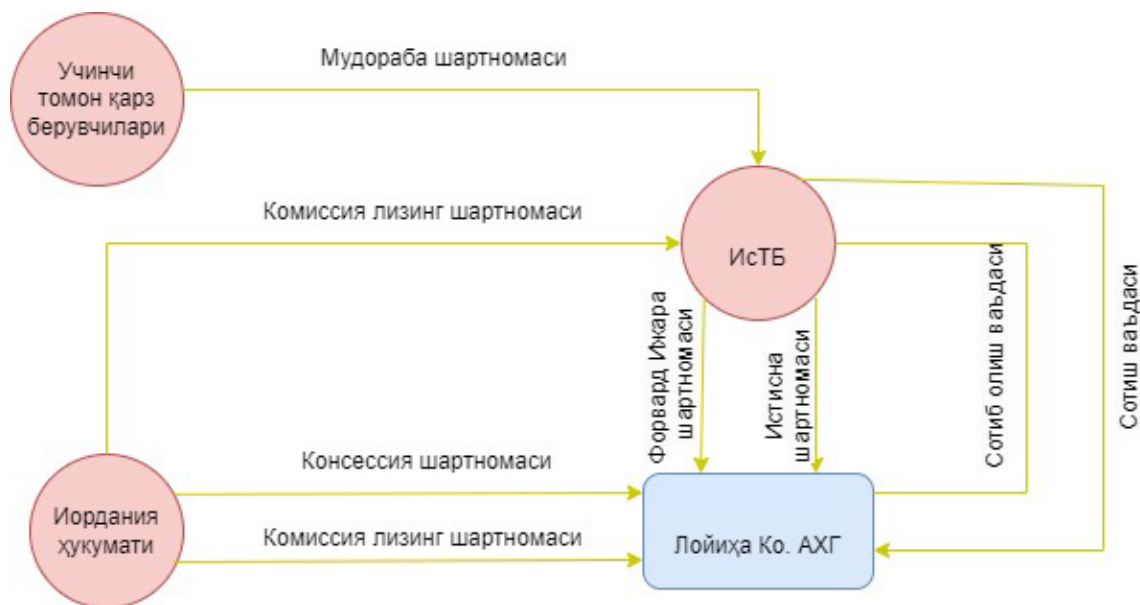 Мудораба шартномаси
Учинчи
томон қарз
берувчилари
Комиссия лизинг шартномаси
ИсТБ
Форвард Ижара
шартномаси
Истисна
шартномаси
Сотиб олиш ваъдаси
Сотиш ваъдаси
Консессия шартномаси
Иордания
ҳукумати
Комиссия лизинг шартномаси
Лойиҳа Ко. АХГ